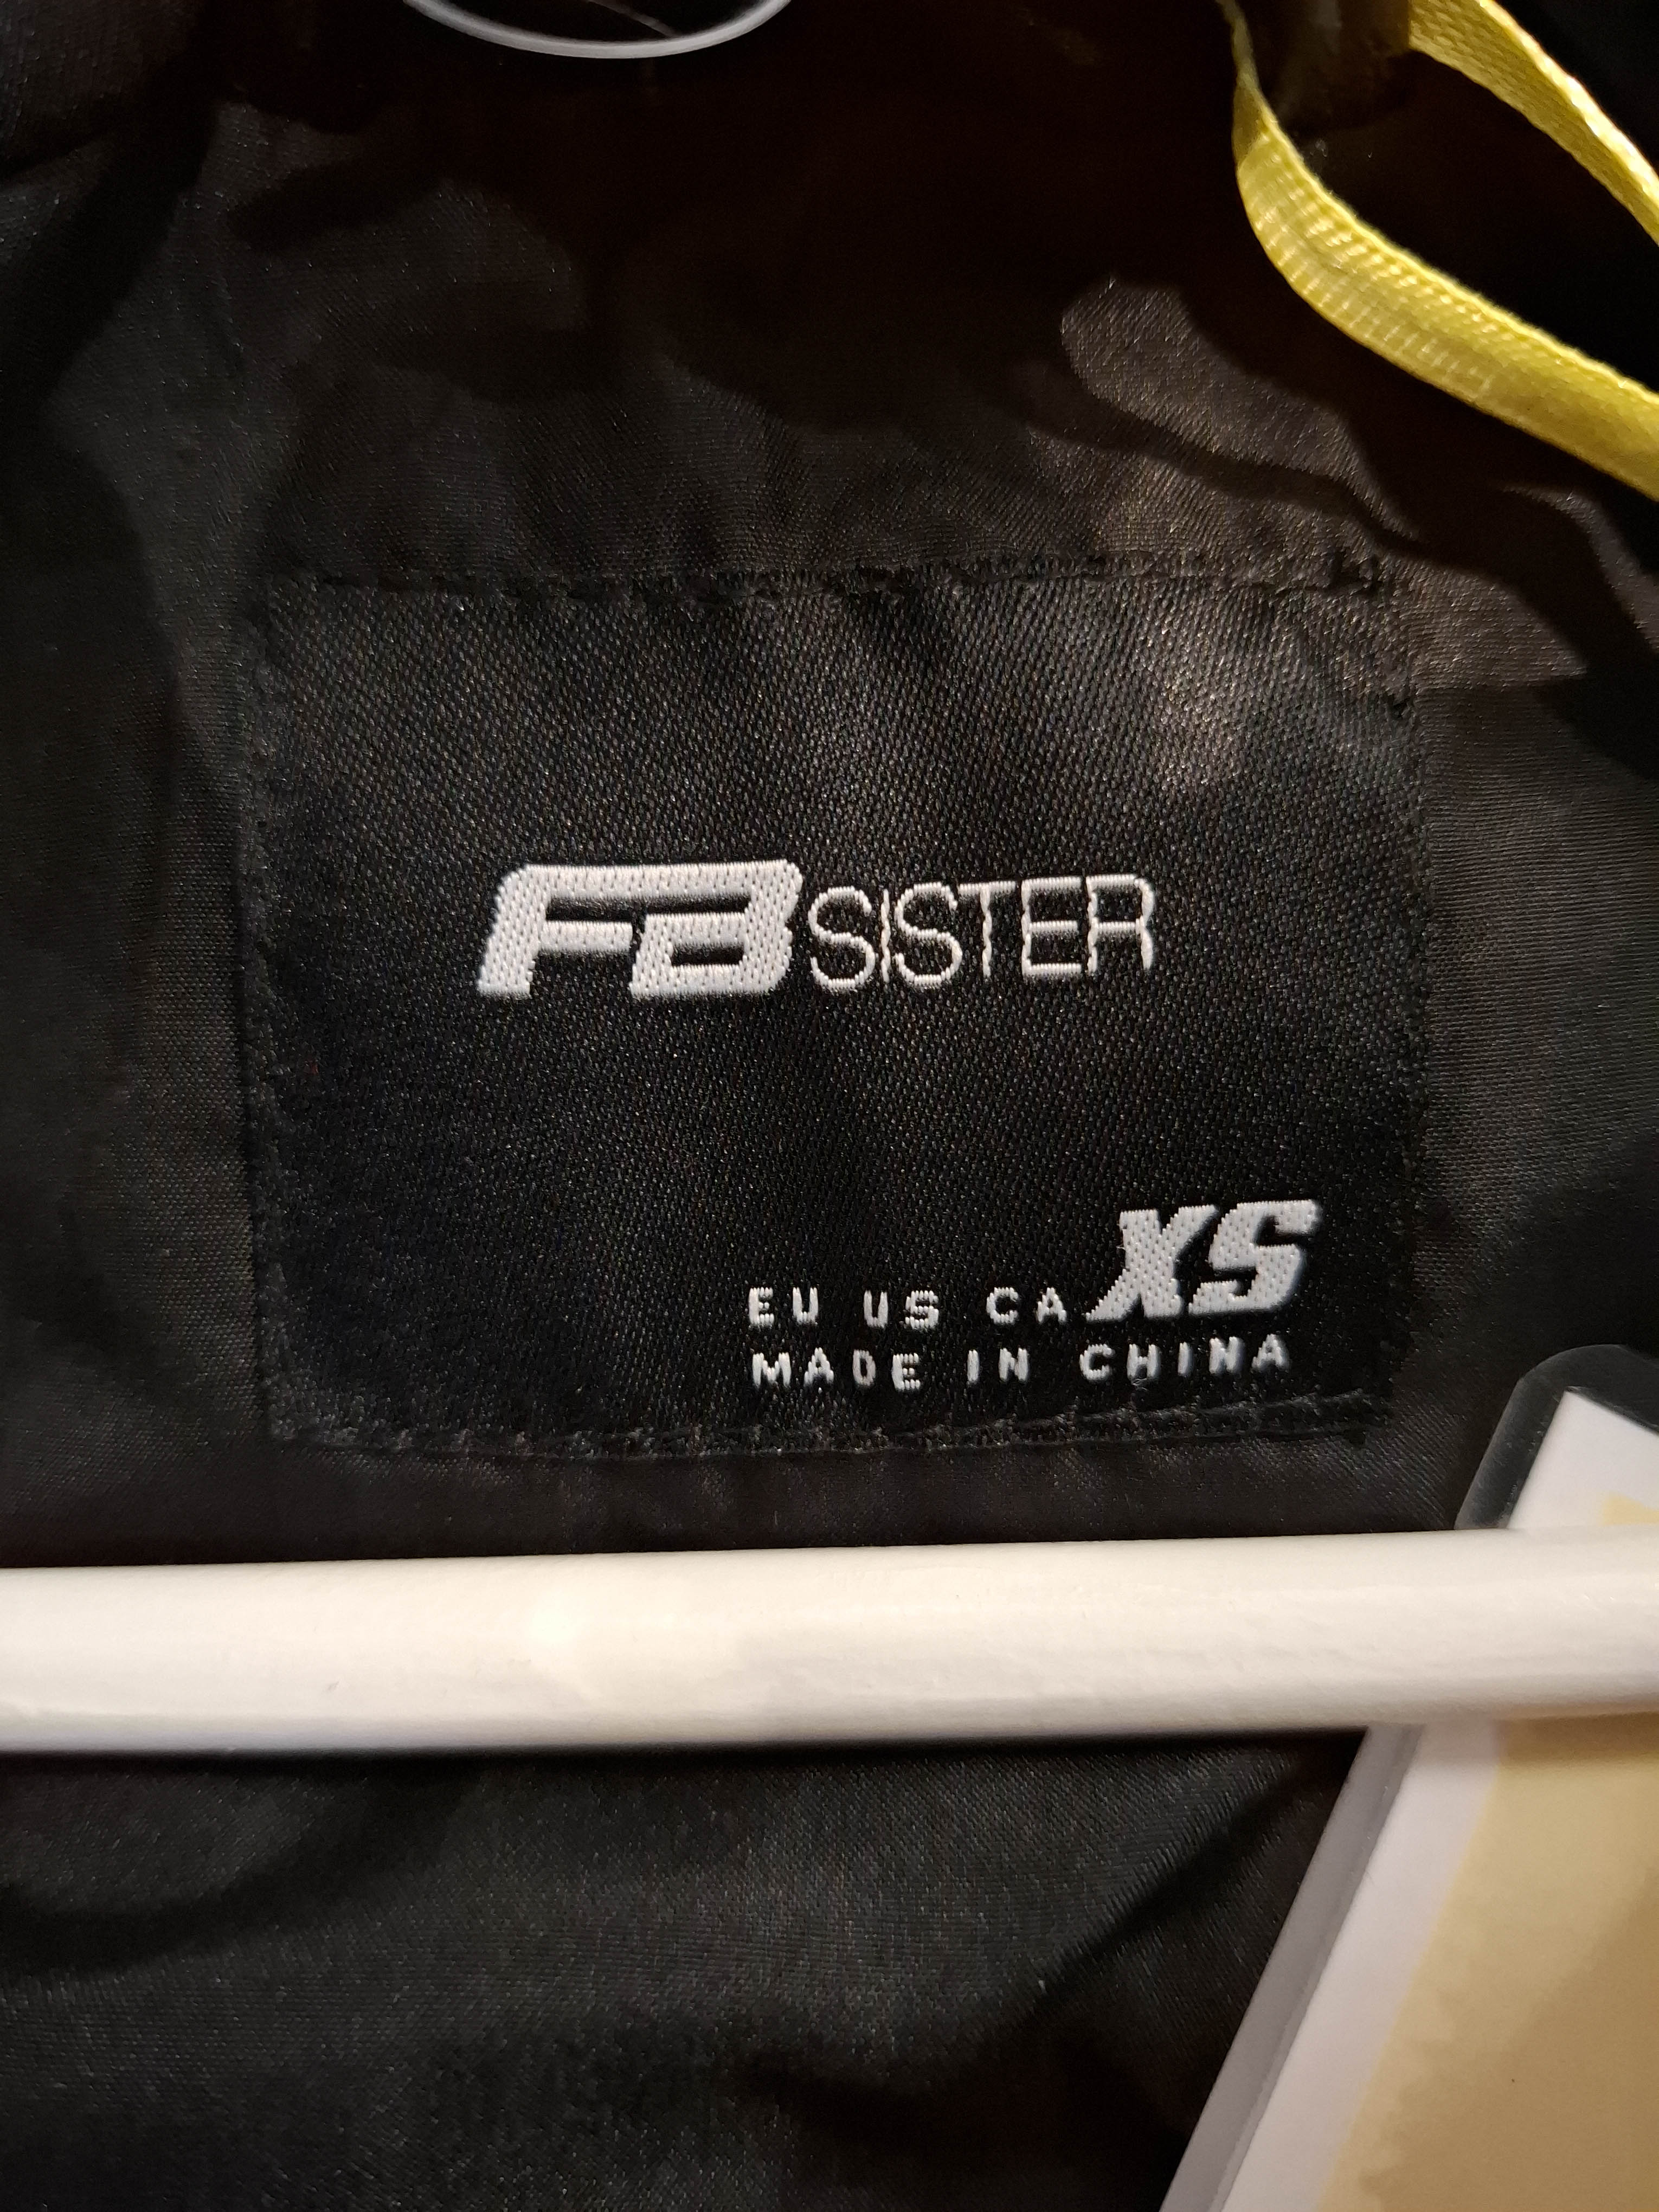 FB SISTER
EU US CA XS
MADE IN CHINA